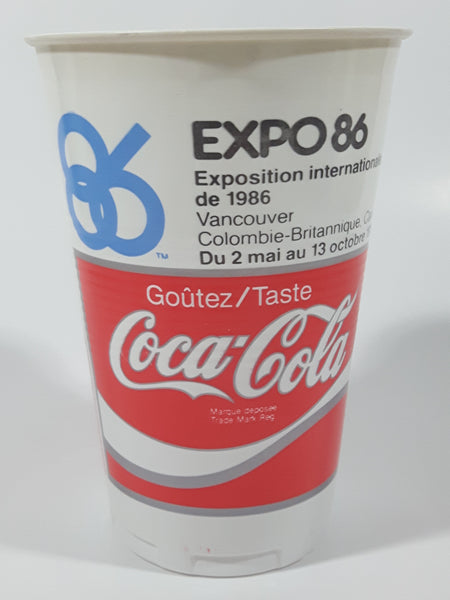 86
TM
EXPO 86
Exposition internationale
de 1986
Vancouver
Colombie-Britannique,
Du 2 mai au 13 octobre
Goûtez/Taste
Coca-Cola
Marque déposée
Trade Mark Reg.